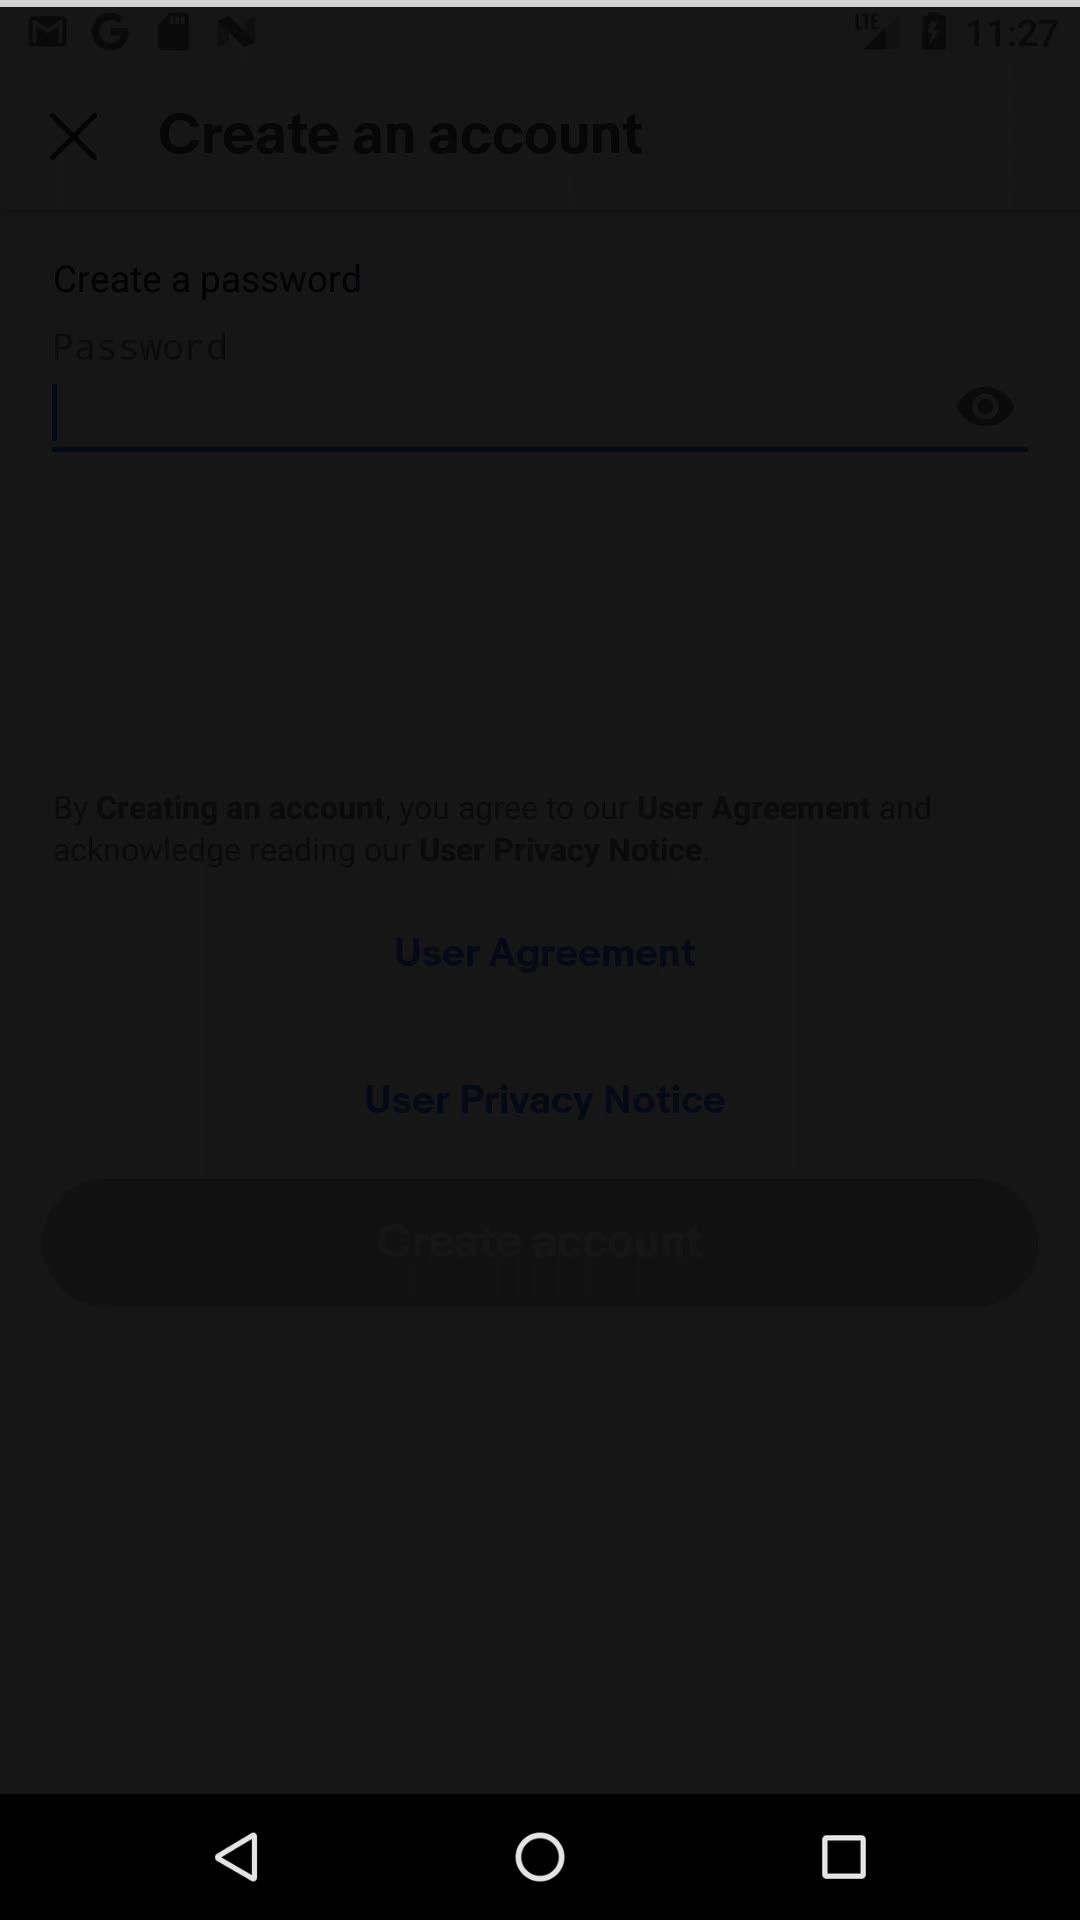 LTE 11:27
Create an account
Create a password
Password
By Creating an account, you agree to our User Agreement and
acknowledge reading our User Privacy Notice.
User Agreement
User Privacy Notice
Create account